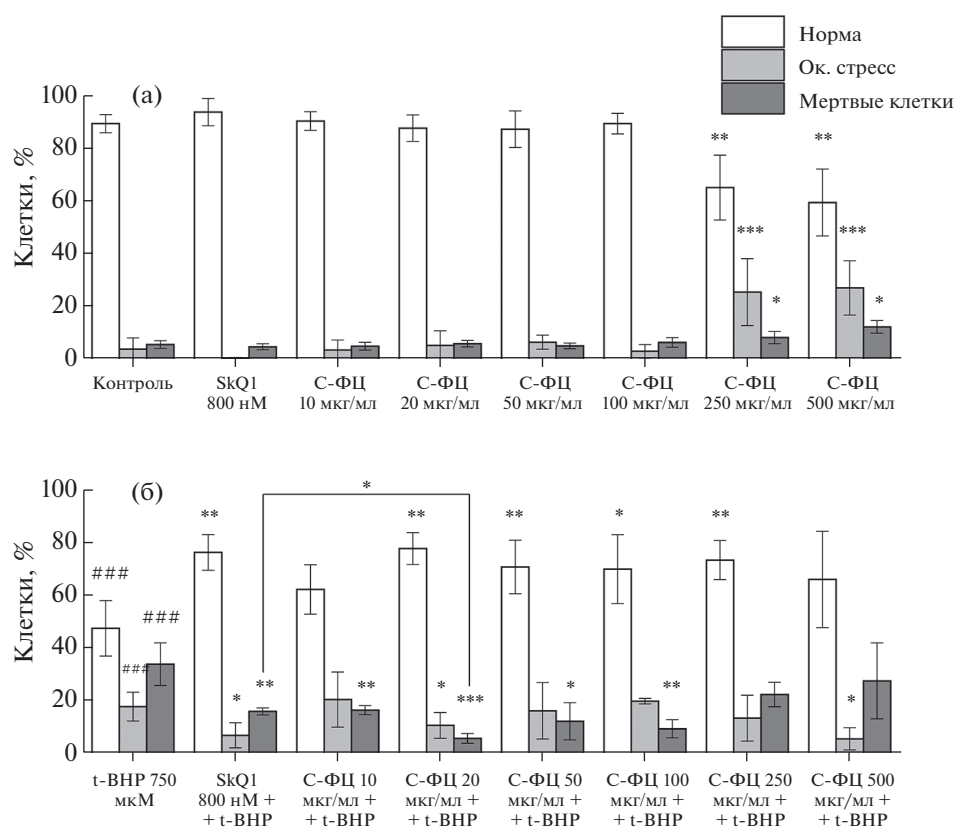 Норма
Ок. стресс
Мертвые клетки
(а)
Клетки, %
100
80
60
40
20
0
** **
*** ***
* *
Контроль
SkQ1
800 нМ
С-ФЦ
10 мкг/мл
С-ФЦ
20 мкг/мл
С-ФЦ
50 мкг/мл
С-ФЦ
100 мкг/мл
С-ФЦ
250 мкг/мл
С-ФЦ
500 мкг/мл
(б)
Клетки, %
100
80
60
40
20
0
*
** ** ** * **
###
###
###
* ** ** * *** * ** *
t-BHP 750
мкМ
SkQ1
800 нМ +
+ t-BHP
С-ФЦ 10
мкг/мл +
+ t-BHP
С-ФЦ 20
мкг/мл +
+ t-BHP
С-ФЦ 50
мкг/мл +
+ t-BHP
С-ФЦ 100
мкг/мл +
+ t-BHP
С-ФЦ 250
мкг/мл +
+ t-BHP
С-ФЦ 500
мкг/мл +
+ t-BHP